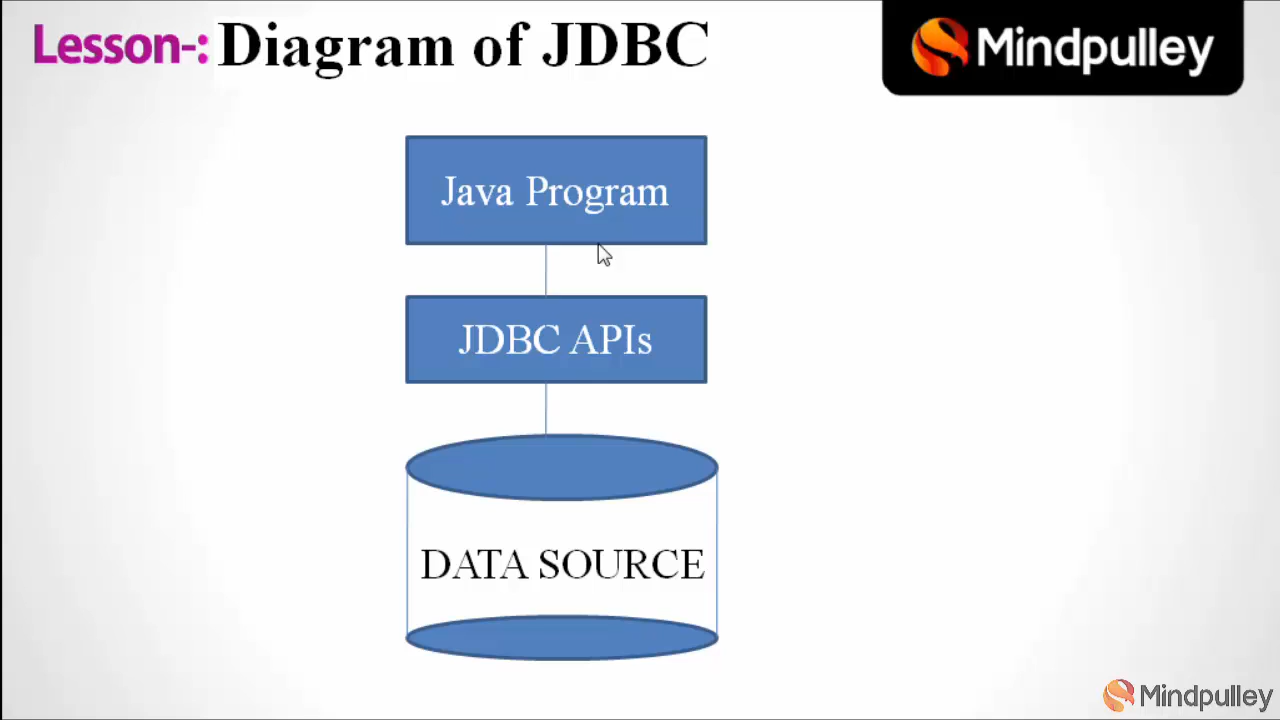 Lesson-: Diagram of JDBC
Mindpulley
Java Program
JDBC APIs
DATA SOURCE
Mindpulley